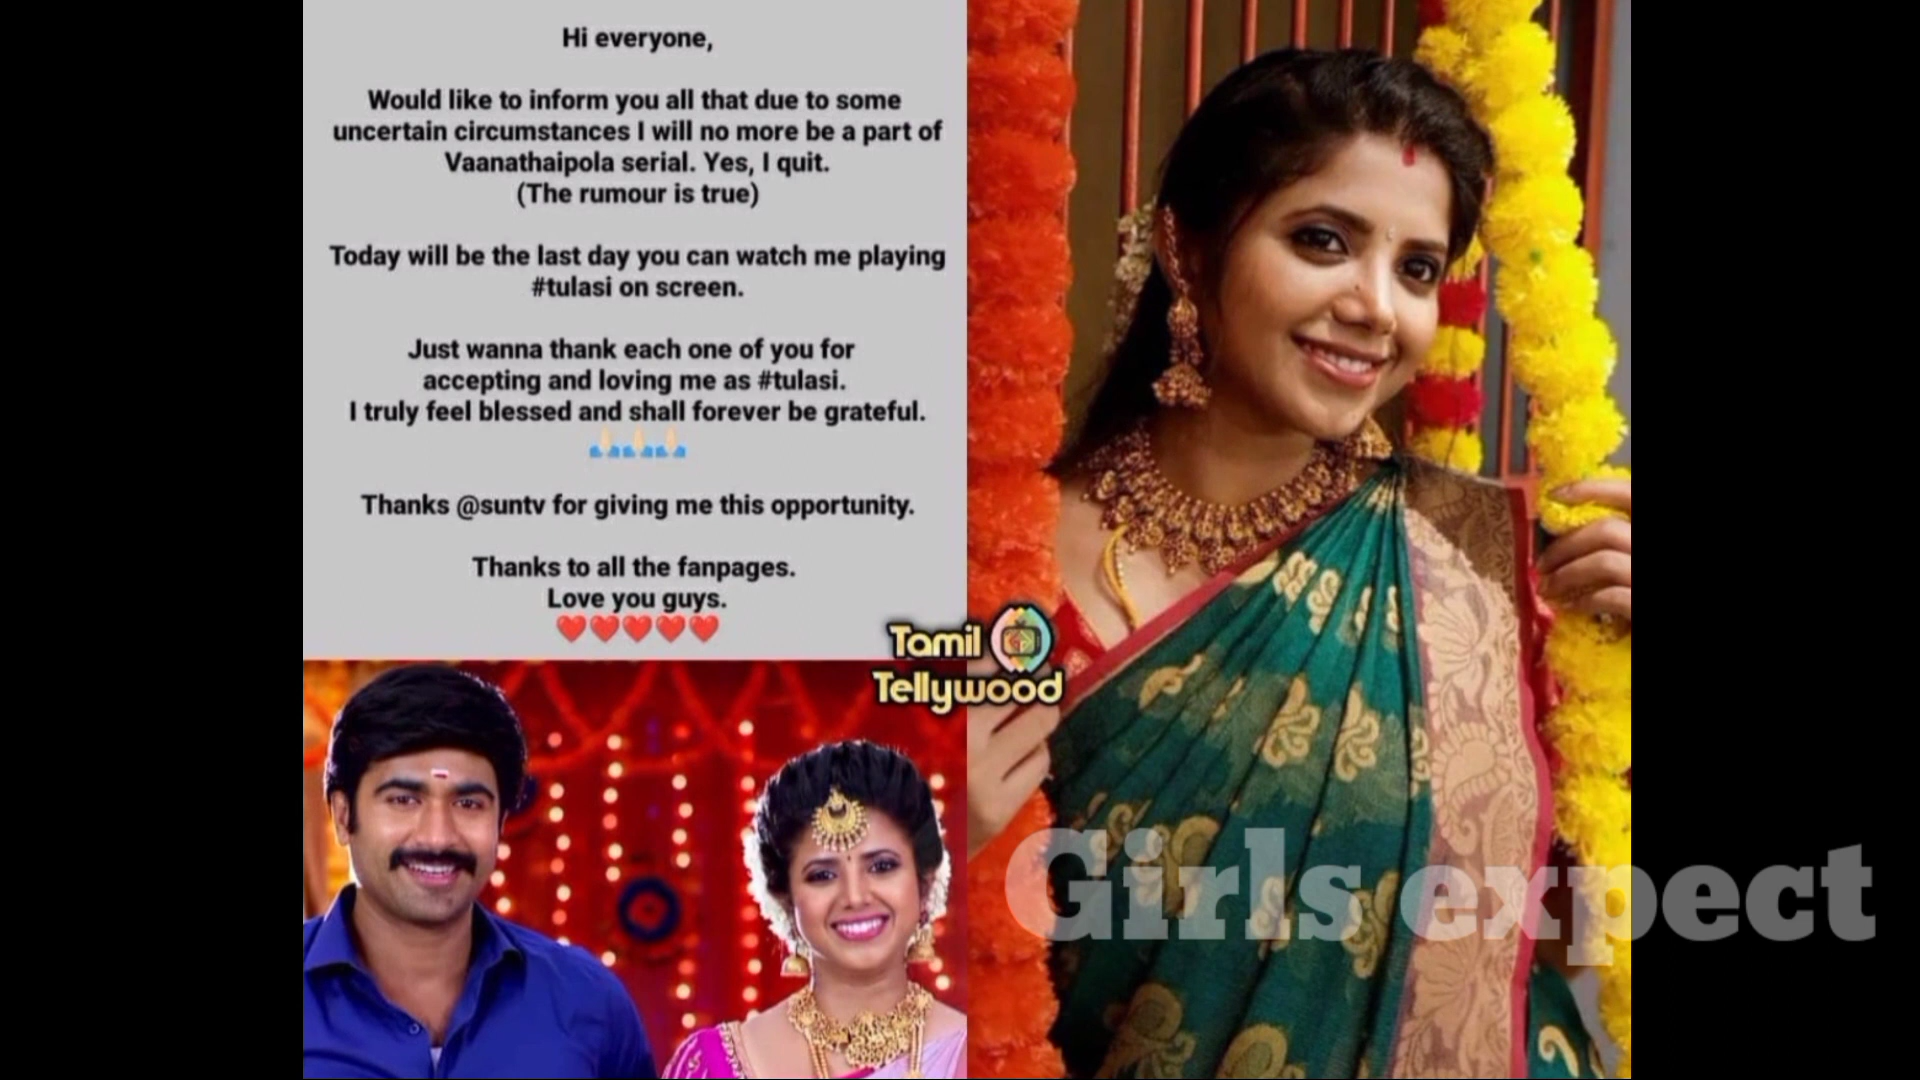 Hi everyone,
Would like to inform you all that due to some
uncertain circumstances I will no more be a part of
Vaanathaipola serial. Yes, I quit.
(The rumour is true)
Today will be the last day you can watch me playing
#tulasi on screen.
Just wanna thank each one of you for
accepting and loving me as #tulasi.
I truly feel blessed and shall forever be grateful.
🙏🏻🙏🏻🙏🏻
Thanks @suntv for giving me this opportunity.
Thanks to all the fanpages.
Love you guys.
❤️❤️❤️❤️❤️
Tamil
Tellywood
Girls expect